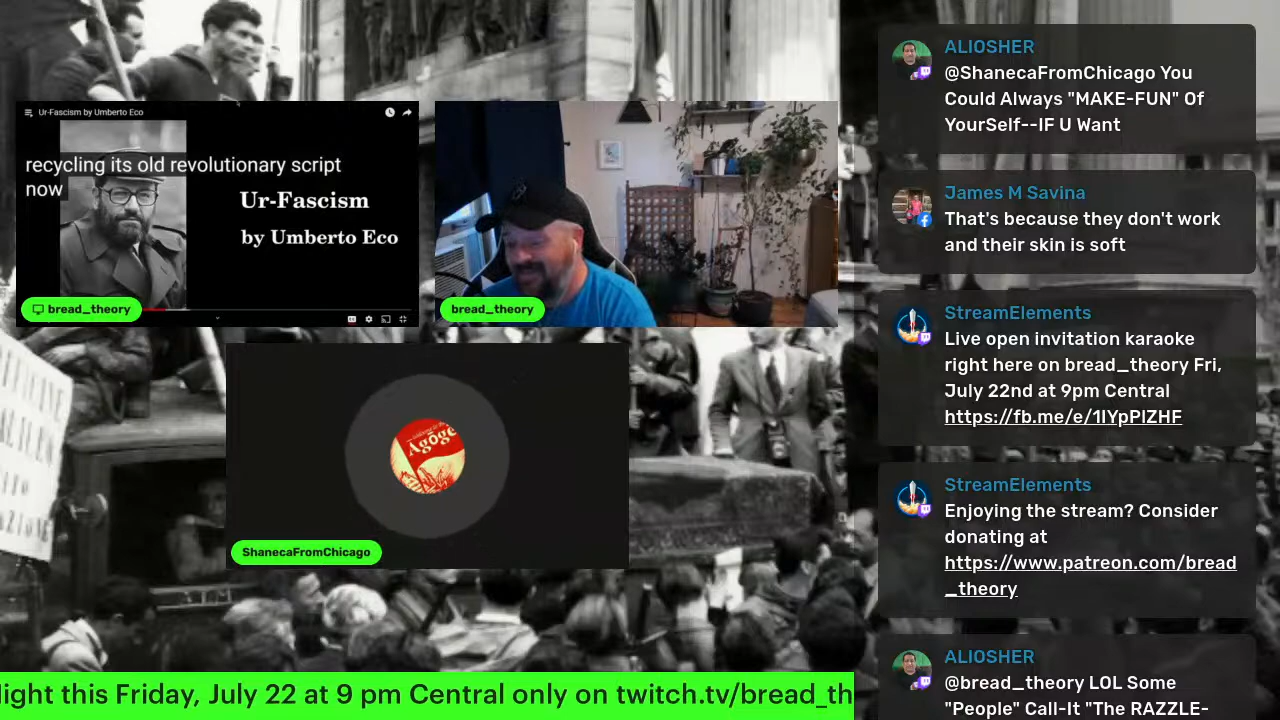 Ur-Fascism by Umberto Eco
recycling its old revolutionary script
now
Ur-Fascism
by Umberto Eco
bread_theory
bread_theory
Agōge
ShanecaFromChicago
ALIOSHER
@ShanecaFromChicago You
Could Always "MAKE-FUN" Of
YourSelf--IF U Want
James M Savina
That's because they don't work
and their skin is soft
StreamElements
Live open invitation karaoke
right here on bread_theory Fri,
July 22nd at 9pm Central
https://fb.me/e/1IYpPIZHF
StreamElements
Enjoying the stream? Consider
donating at
https://www.patreon.com/bread
_theory
ALIOSHER
@bread_theory LOL Some
"People" Call-It "The RAZZLE-
light this Friday, July 22 at 9 pm Central only on twitch.tv/bread_th